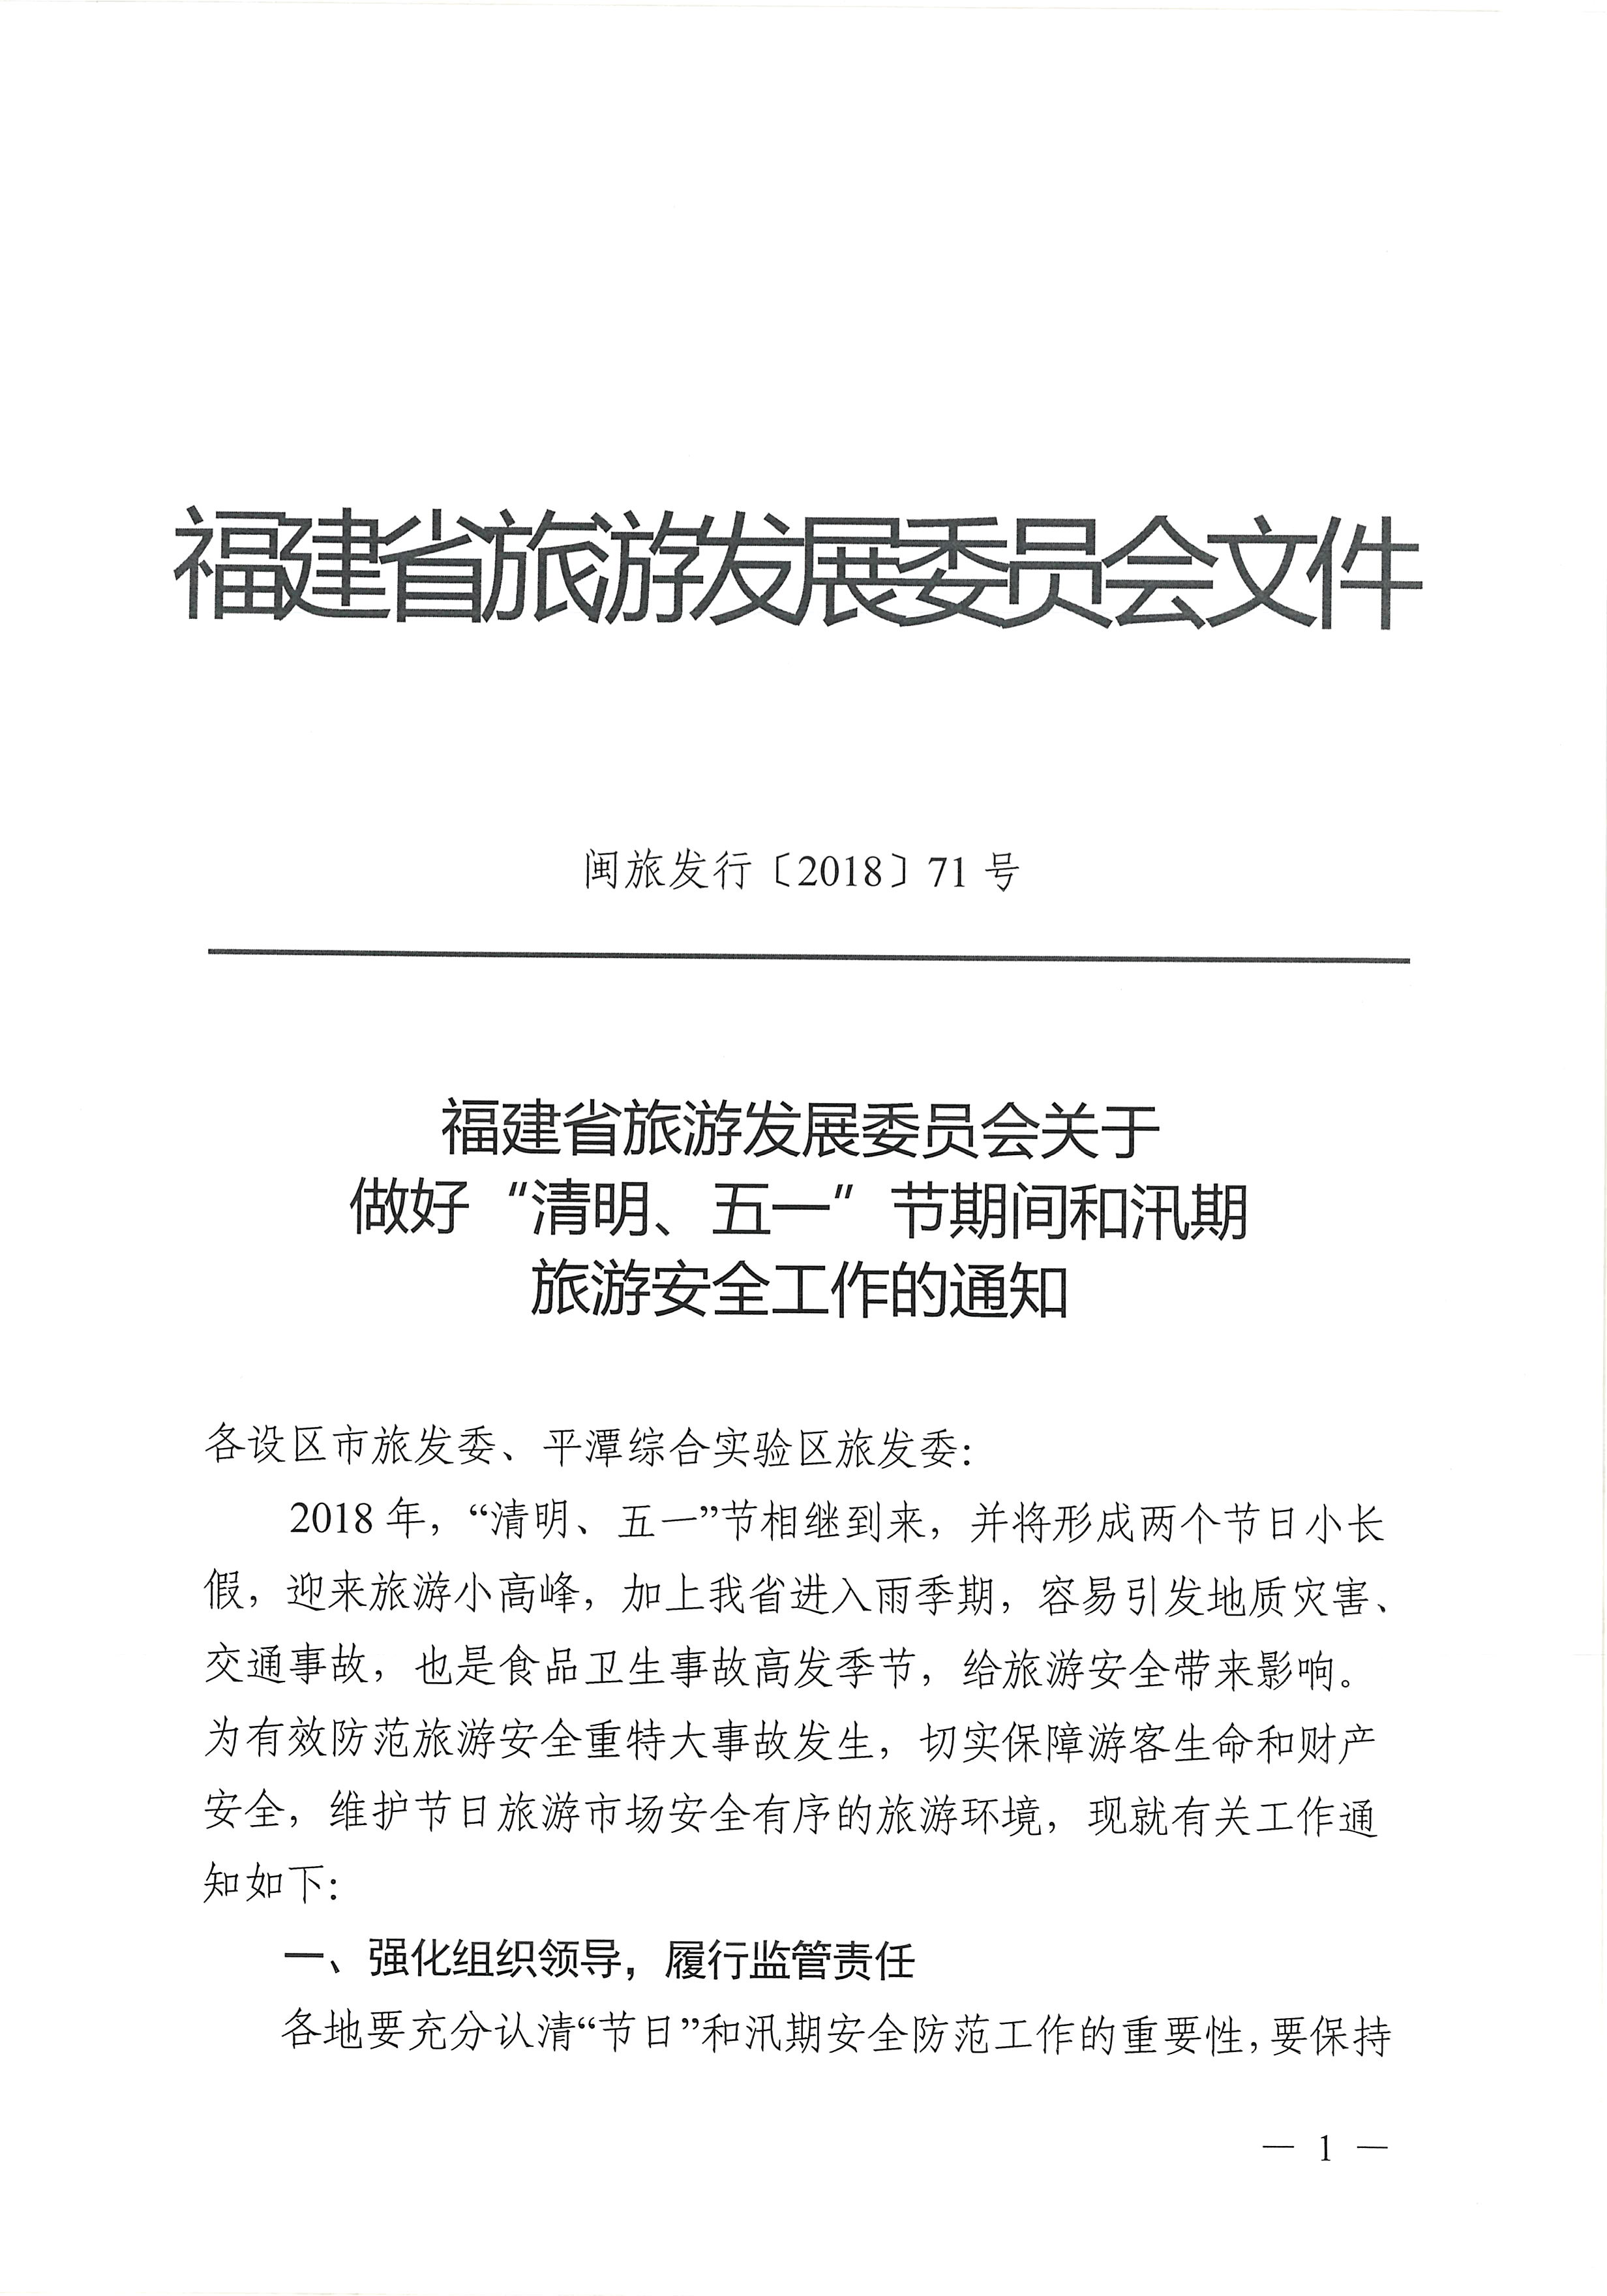 福建省旅游发展委员会文件
闽旅发行〔2018〕71 号
福建省旅游发展委员会关于
做好“清明、五一”节期间和汛期
旅游安全工作的通知
各设区市旅发委、平潭综合实验区旅发委：
2018 年，“清明、五一”节相继到来，并将形成两个节日小长
假，迎来旅游小高峰，加上我省进入雨季期，容易引发地质灾害、
交通事故，也是食品卫生事故高发季节，给旅游安全带来影响。
为有效防范旅游安全重特大事故发生，切实保障游客生命和财产
安全，维护节日旅游市场安全有序的旅游环境，现就有关工作通
知如下：
一、强化组织领导，履行监管责任
各地要充分认清“节日”和汛期安全防范工作的重要性，要保持
— 1 —